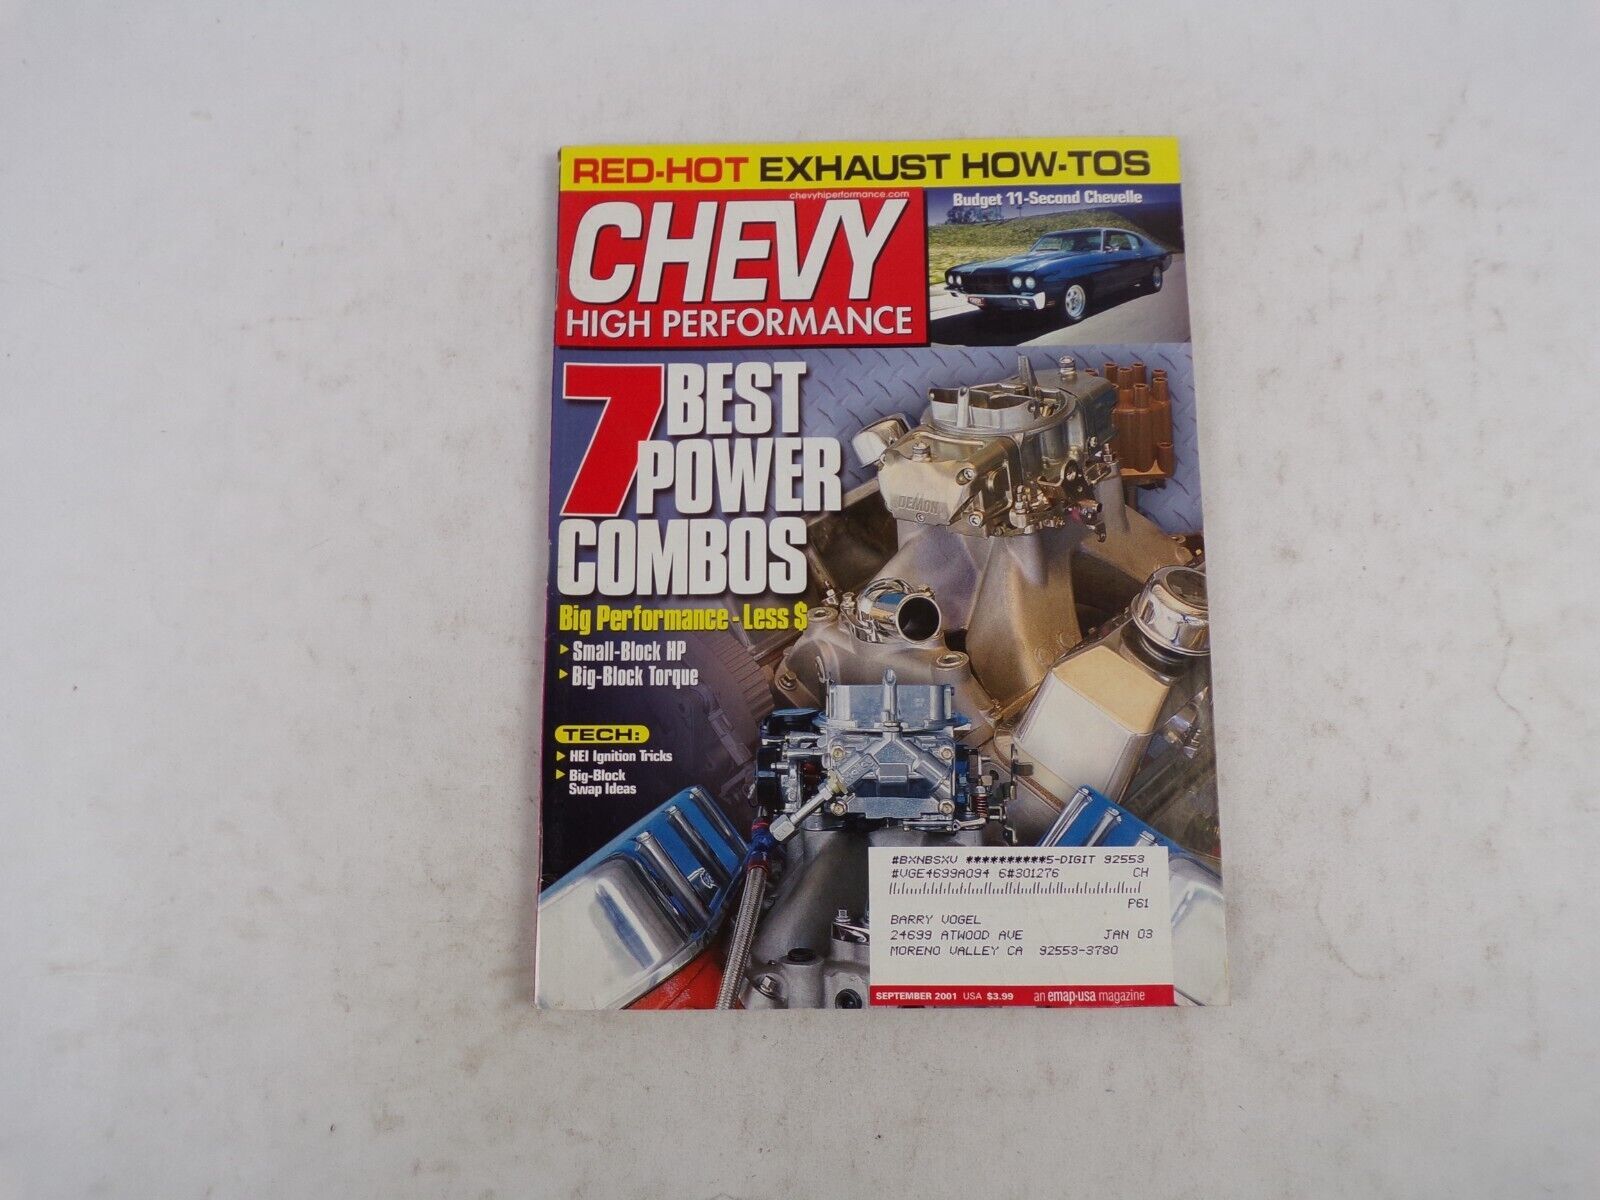 RED-HOT EXHAUST HOW-TOS
chevyhiperformance.com
CHEVY
HIGH PERFORMANCE
Budget 11-Second Chevelle
7 BEST
POWER
COMBOS
Big Performance - Less $
Small-Block HP
Big-Block Torque
TECH:
HEI Ignition Tricks
Big-Block
Swap Ideas
DEMON
#BXNBSXV **********5-DIGIT 92553
#VGE4699A094 6#301276 CH
P61
BARRY VOGEL
24699 ATWOOD AVE JAN 03
MORENO VALLEY CA 92553-3780
SEPTEMBER 2001 USA $3.99 an emap·usa magazine